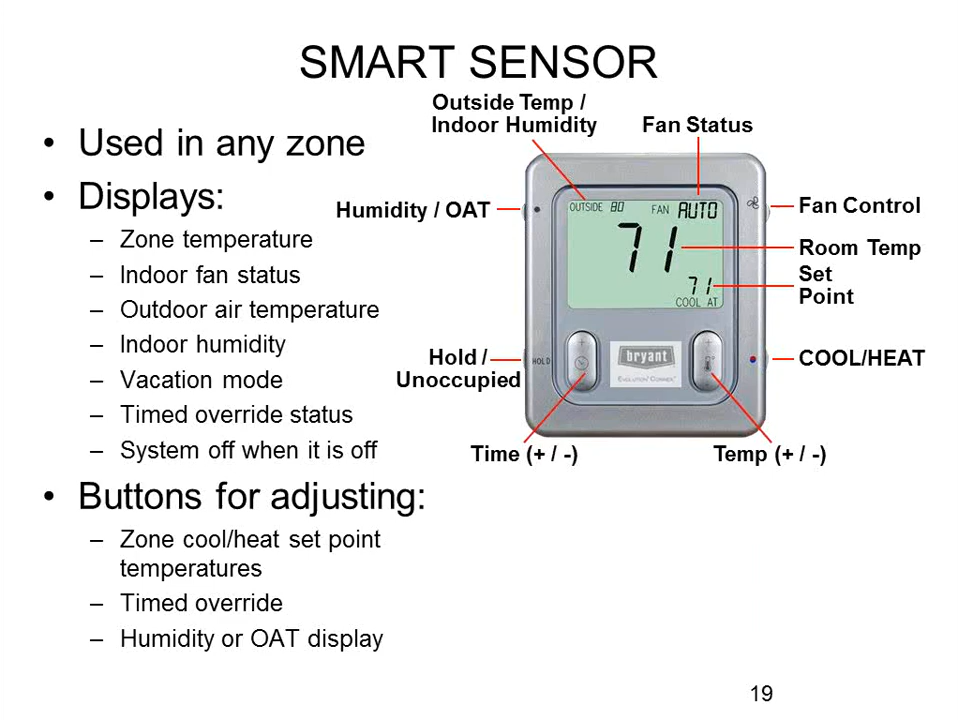 SMART SENSOR
• Used in any zone
• Displays:
– Zone temperature
– Indoor fan status
– Outdoor air temperature
– Indoor humidity
– Vacation mode
– Timed override status
– System off when it is off
• Buttons for adjusting:
– Zone cool/heat set point
temperatures
– Timed override
– Humidity or OAT display
Outside Temp /
Indoor Humidity
Fan Status
Humidity / OAT
Fan Control
Room Temp
Set
Point
Hold /
Unoccupied
COOL/HEAT
Time (+ / -)
Temp (+ / -)
OUTSIDE 80 FAN AUTO
71
71
COOL AT
HOLD
bryant
19